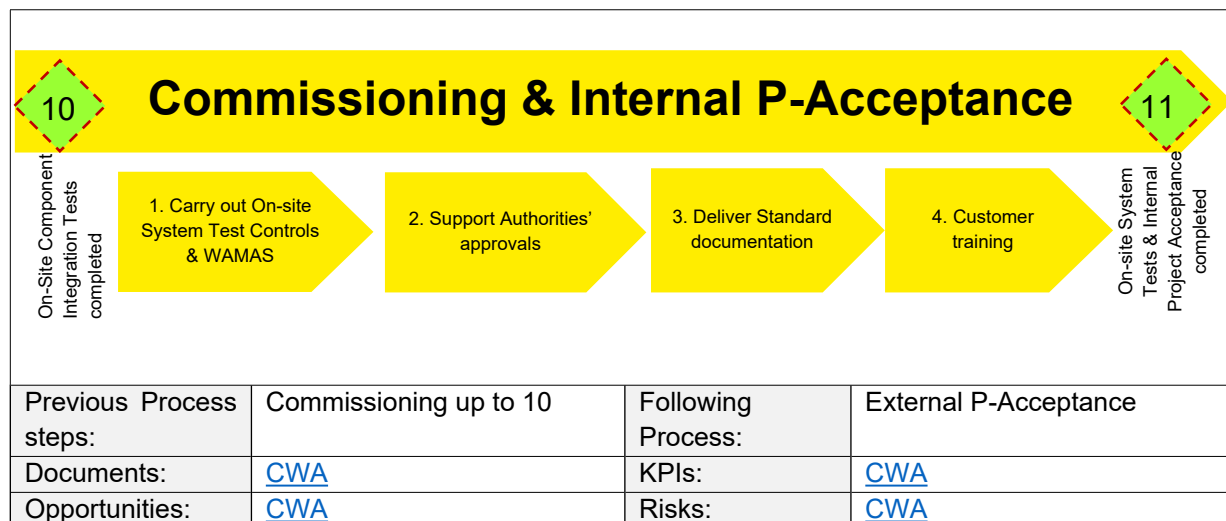 10
Commissioning & Internal P-Acceptance
11
On-Site Component
Integration Tests
completed
1. Carry out On-site
System Test Controls
& WAMAS
2. Support Authorities’
approvals
3. Deliver Standard
documentation
4. Customer
training
On-site System
Tests & Internal
Project Acceptance
completed
Previous Process
steps:
Commissioning up to 10
Following
Process:
External P-Acceptance
Documents:
CWA
KPIs:
CWA
Opportunities:
CWA
Risks:
CWA